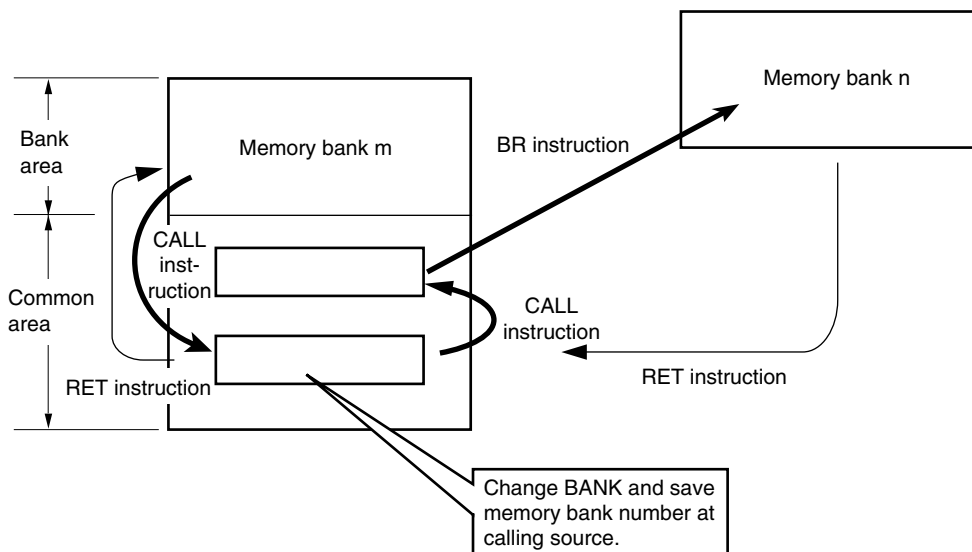 Memory bank n
Bank
area
Memory bank m
BR instruction
CALL
inst-
ruction
Common
area
CALL
instruction
RET instruction
RET instruction
Change BANK and save
memory bank number at
calling source.